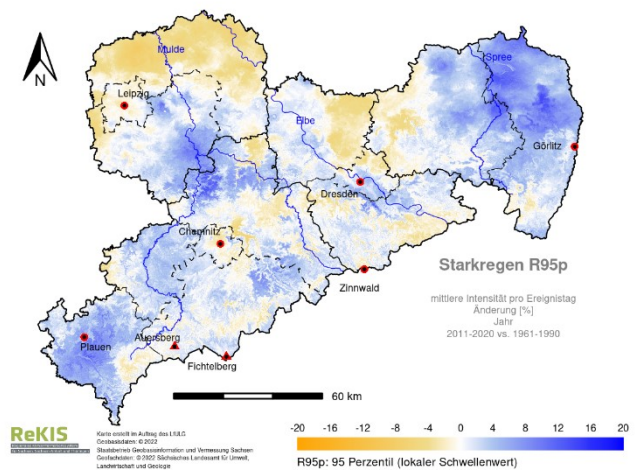 Mulde
Spree
Leipzig
Elbe
Görlitz
N
Dresden
Chemnitz
Zinnwald
Starkregen R95p
mittlere Intensität pro Ereignistag
Änderung [%]
Jahr
2011-2020 vs. 1961-1990
Auersberg
Plauen
Fichtelberg
60 km
ReKIS
Karte erstellt im Auftrag des LfULG
Geobasisdaten: © 2022
Staatsbetrieb Geobasisinformation und Vermessung Sachsen
Geofachdaten: © 2022 Sächsisches Landesamt für Umwelt,
Landwirtschaft und Geologie
-20 -16 -12 -8 -4 0 4 8 12 16 20
R95p: 95 Perzentil (lokaler Schwellenwert)